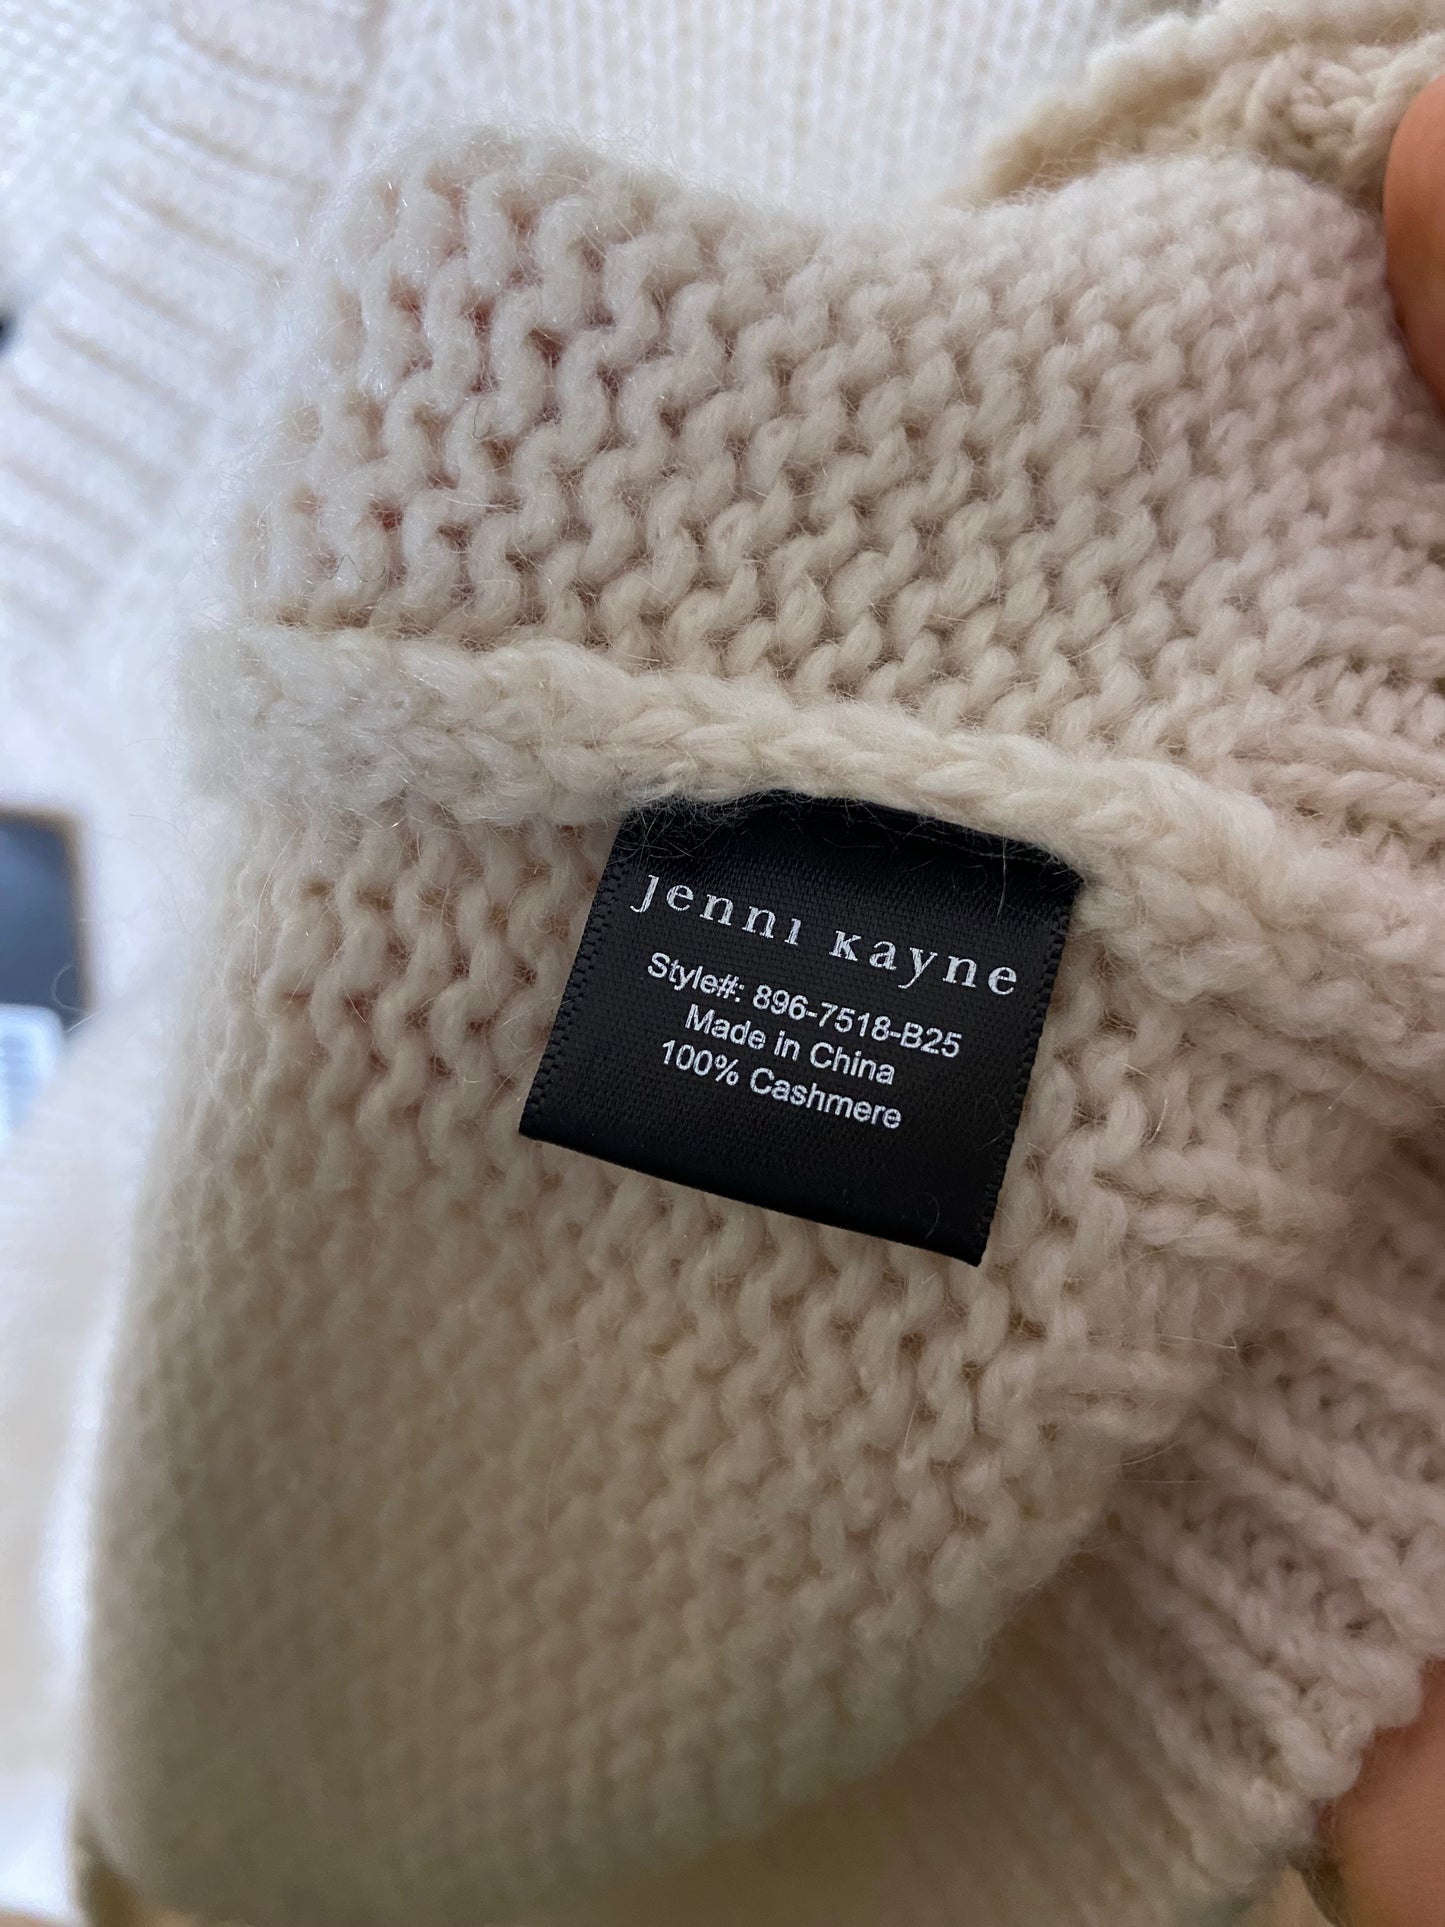 Jenni Kayne
Style#: 896-7518-B25
Made in China
100% Cashmere